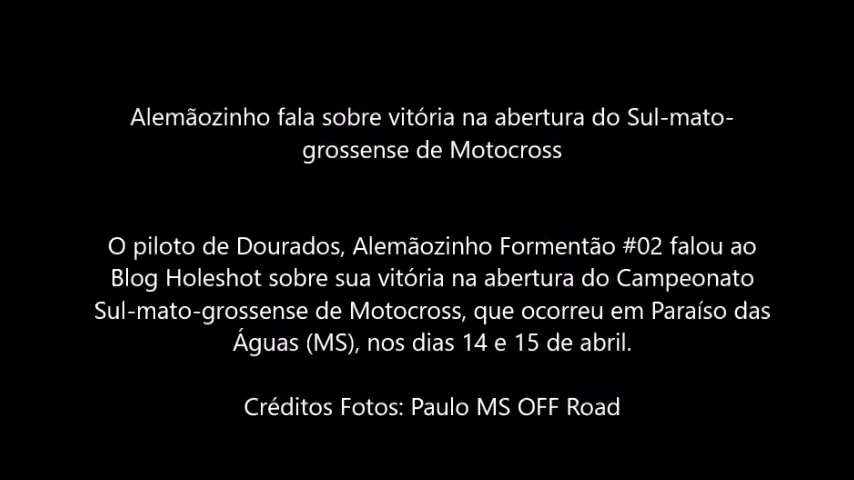 Alemãozinho fala sobre vitória na abertura do Sul-mato-
grossense de Motocross
O piloto de Dourados, Alemãozinho Formentão #02 falou ao
Blog Holeshot sobre sua vitória na abertura do Campeonato
Sul-mato-grossense de Motocross, que ocorreu em Paraíso das
Águas (MS), nos dias 14 e 15 de abril.
Créditos Fotos: Paulo MS OFF Road